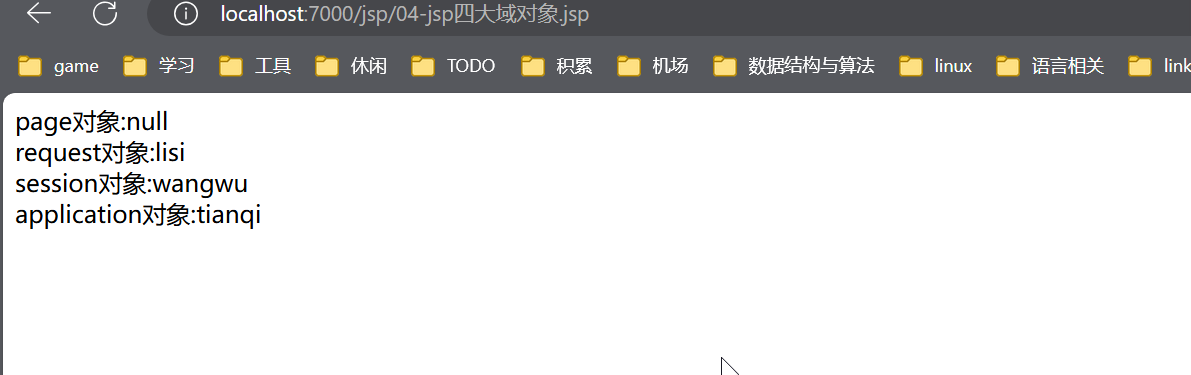 localhost:7000/jsp/04-jsp四大域对象.jsp
game 学习 工具 休闲 TODO 积累 机场 数据结构与算法 linux 语言相关 link
page对象:null
request对象:lisi
session对象:wangwu
application对象:tianqi